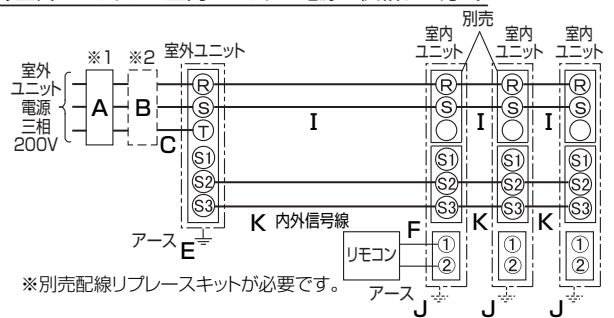 別売
室内
ユニット
室内
ユニット
室内
ユニット
※1 ※2 室外ユニット
室外
ユニット
電源
三相
200V
A B C
R S T S1 S2 S3
I I I
R S S1 S2 S3
R S S1 S2 S3
R S S1 S2 S3
K 内外信号線 K K
アース E
リモコン F
① ②
① ②
① ②
アース J J J
※別売配線リプレースキットが必要です。